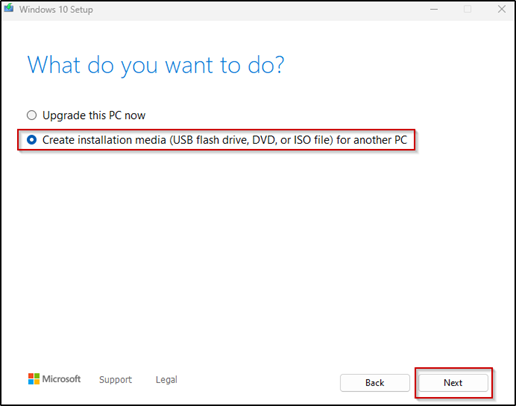 Windows 10 Setup
What do you want to do?
Upgrade this PC now
Create installation media (USB flash drive, DVD, or ISO file) for another PC
Microsoft Support Legal
Back Next